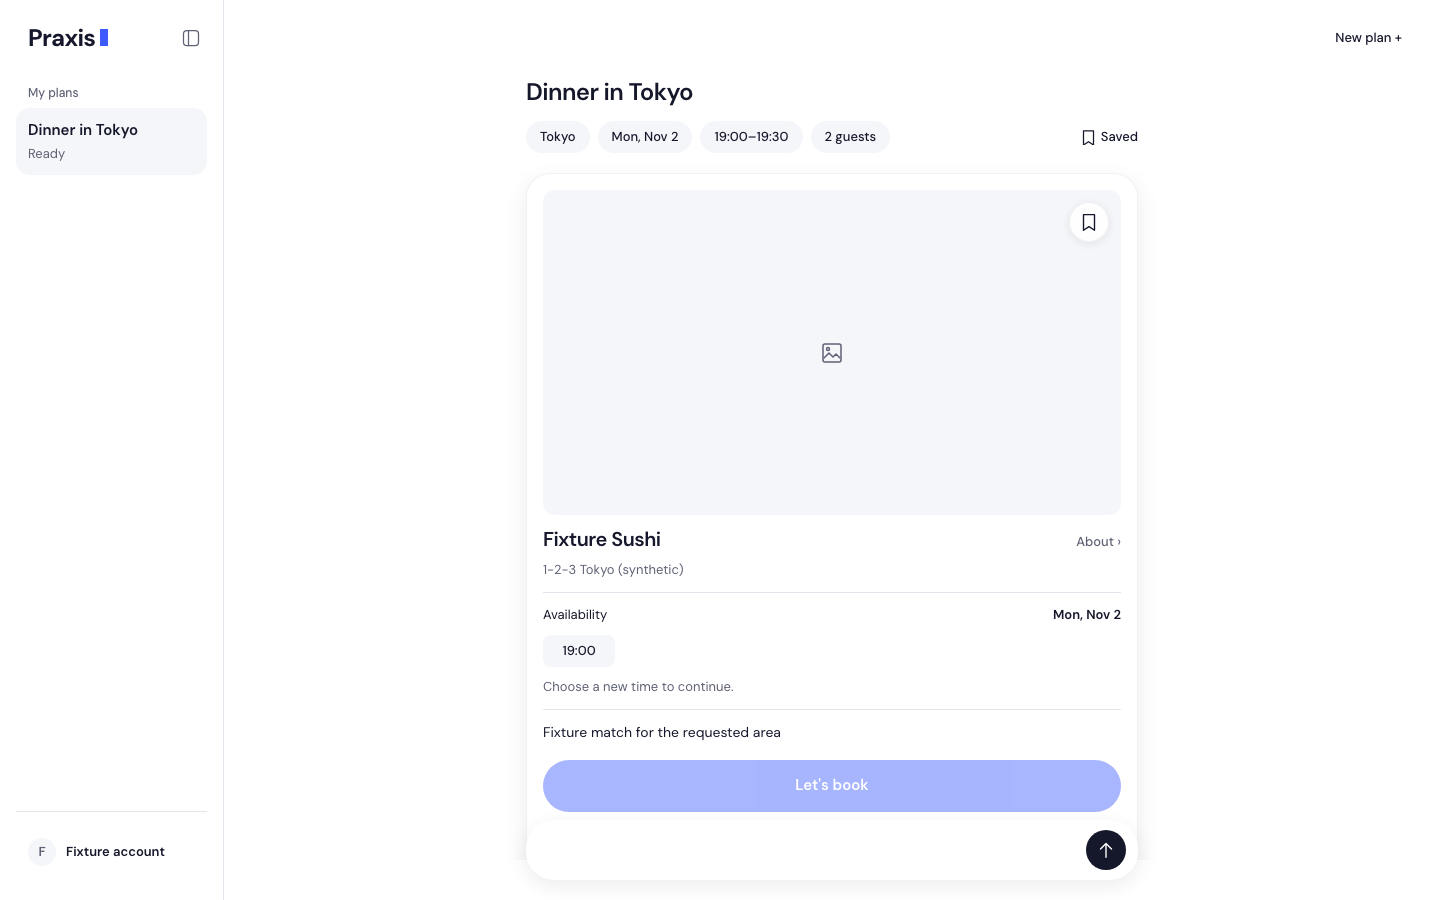 Praxis
New plan +
My plans
Dinner in Tokyo
Ready
Dinner in Tokyo
Tokyo
Mon, Nov 2
19:00–19:30
2 guests
Saved
Fixture Sushi
About ›
1-2-3 Tokyo (synthetic)
Availability
Mon, Nov 2
19:00
Choose a new time to continue.
Fixture match for the requested area
Let's book
F
Fixture account